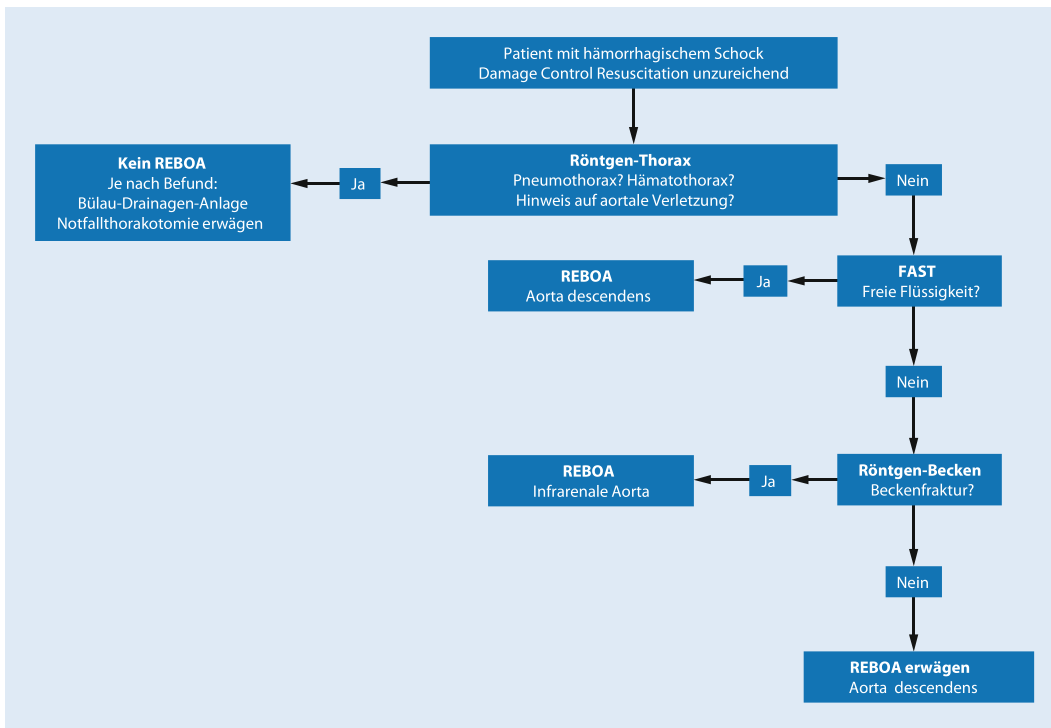 Patient mit hämorrhagischem Schock
Damage Control Resuscitation unzureichend
Kein REBOA
Je nach Befund:
Bülau-Drainagen-Anlage
Notfallthorakotomie erwägen
Ja
Röntgen-Thorax
Pneumothorax? Hämatothorax?
Hinweis auf aortale Verletzung?
Nein
REBOA
Aorta descendens
Ja
FAST
Freie Flüssigkeit?
Nein
REBOA
Infrarenale Aorta
Ja
Röntgen-Becken
Beckenfraktur?
Nein
REBOA erwägen
Aorta descendens